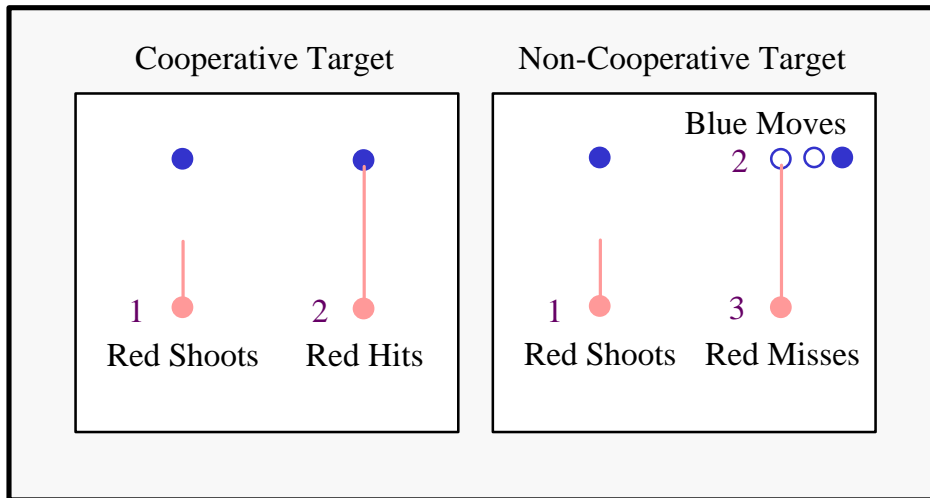 Cooperative Target
Non-Cooperative Target
1
Red Shoots
2
Red Hits
Blue Moves
2
1
Red Shoots
3
Red Misses